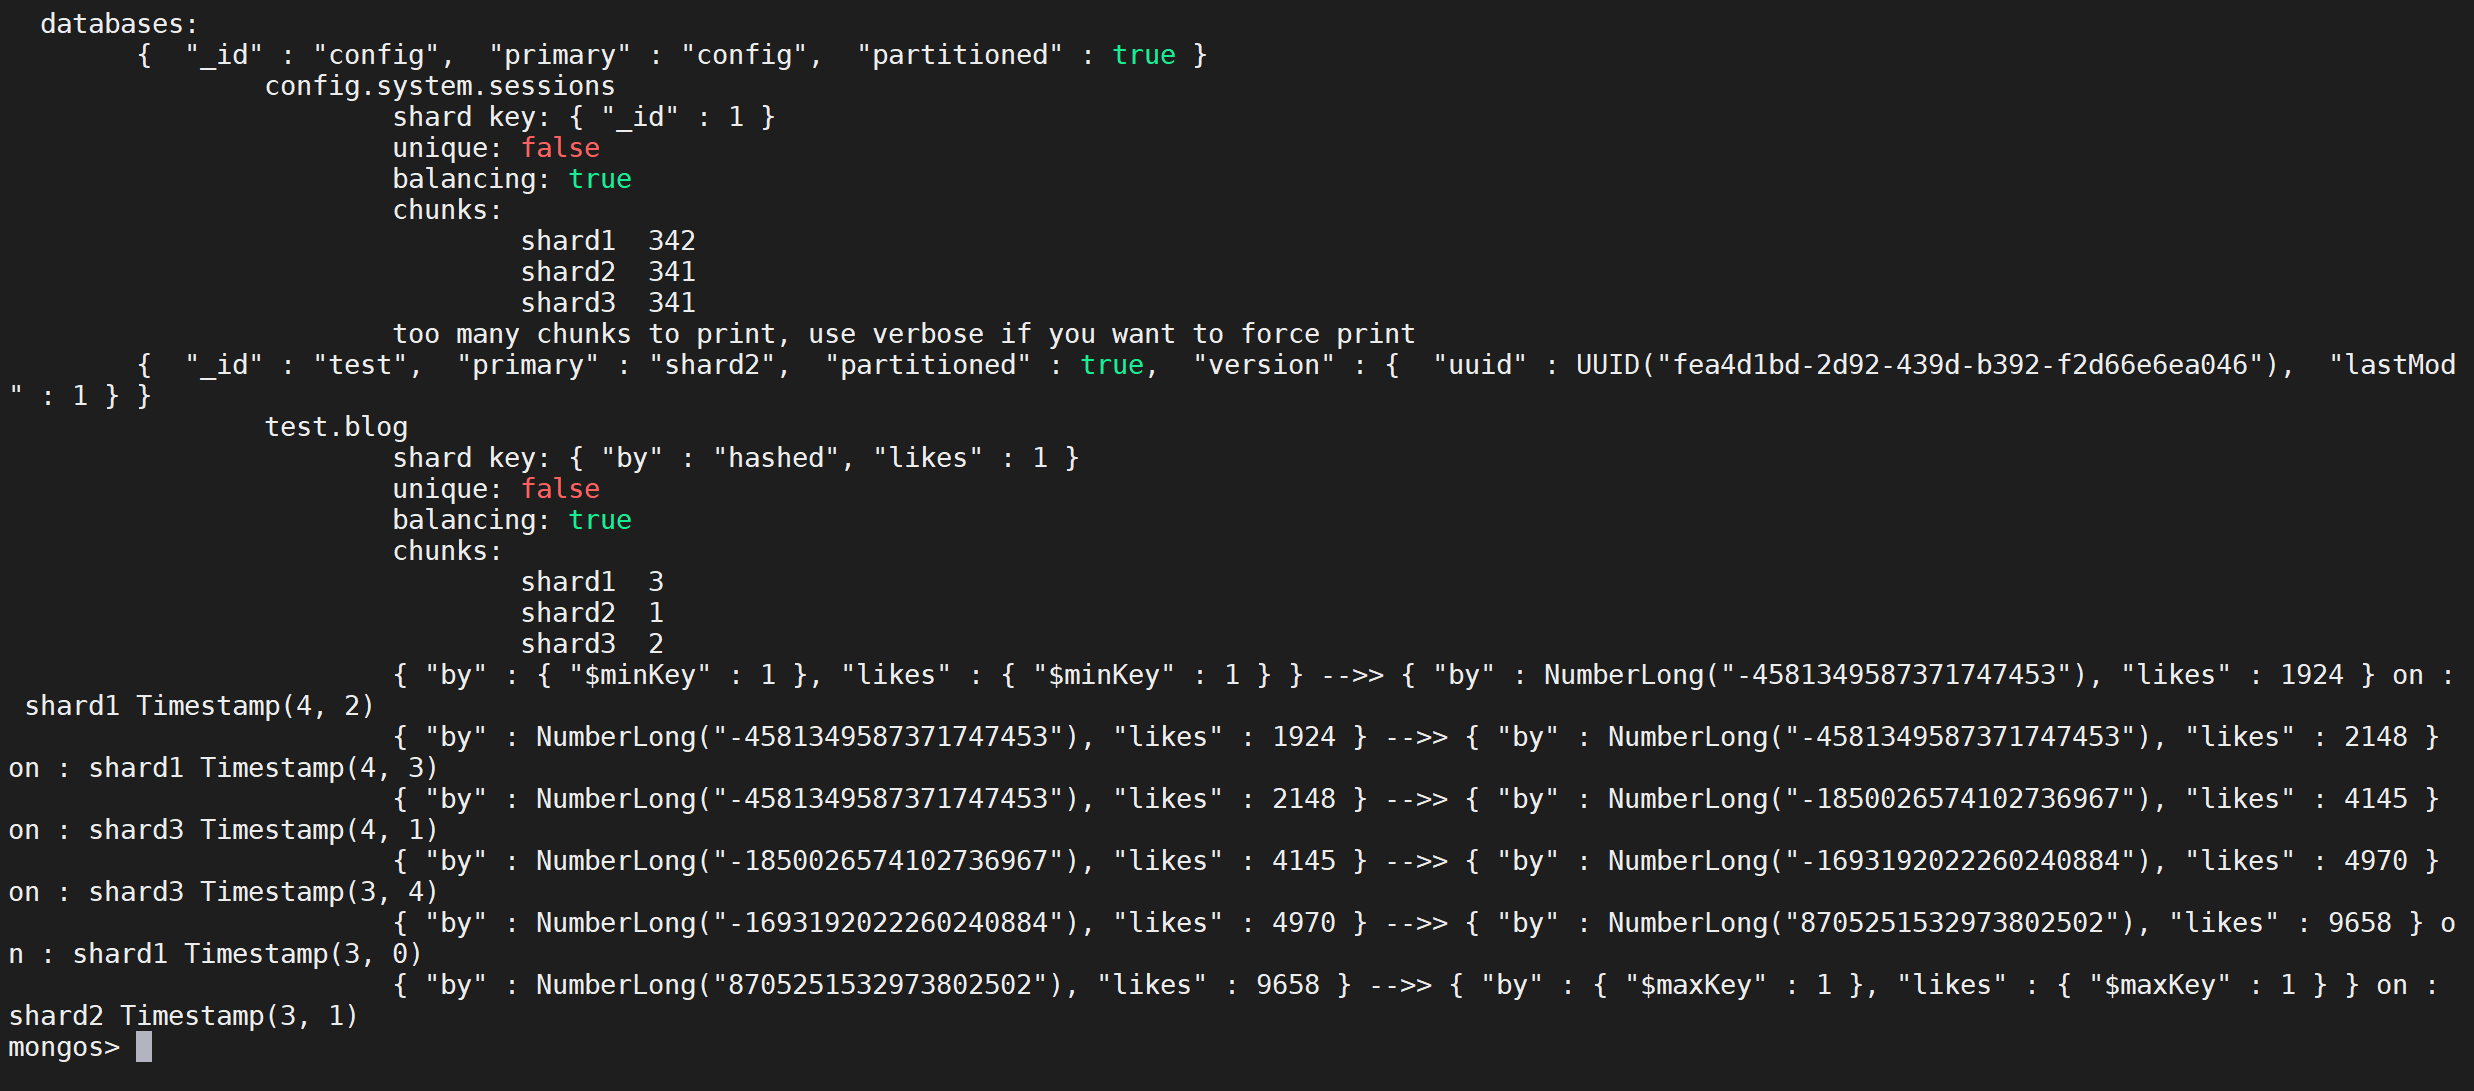 databases:
{  "_id" : "config",  "primary" : "config",  "partitioned" : true }
config.system.sessions
shard key: { "_id" : 1 }
unique: false
balancing: true
chunks:
shard1  342
shard2  341
shard3  341
too many chunks to print, use verbose if you want to force print
{  "_id" : "test",  "primary" : "shard2",  "partitioned" : true,  "version" : {  "uuid" : UUID("fea4d1bd-2d92-439d-b392-f2d66e6ea046"),  "lastMod
" : 1 } }
test.blog
shard key: { "by" : "hashed", "likes" : 1 }
unique: false
balancing: true
chunks:
shard1  3
shard2  1
shard3  2
{ "by" : { "$minKey" : 1 }, "likes" : { "$minKey" : 1 } } -->> { "by" : NumberLong("-4581349587371747453"), "likes" : 1924 } on :
shard1 Timestamp(4, 2)
{ "by" : NumberLong("-4581349587371747453"), "likes" : 1924 } -->> { "by" : NumberLong("-4581349587371747453"), "likes" : 2148 }
on : shard1 Timestamp(4, 3)
{ "by" : NumberLong("-4581349587371747453"), "likes" : 2148 } -->> { "by" : NumberLong("-1850026574102736967"), "likes" : 4145 }
on : shard3 Timestamp(4, 1)
{ "by" : NumberLong("-1850026574102736967"), "likes" : 4145 } -->> { "by" : NumberLong("-1693192022260240884"), "likes" : 4970 }
on : shard3 Timestamp(3, 4)
{ "by" : NumberLong("-1693192022260240884"), "likes" : 4970 } -->> { "by" : NumberLong("8705251532973802502"), "likes" : 9658 } o
n : shard1 Timestamp(3, 0)
{ "by" : NumberLong("8705251532973802502"), "likes" : 9658 } -->> { "by" : { "$maxKey" : 1 }, "likes" : { "$maxKey" : 1 } } on :
shard2 Timestamp(3, 1)
mongos>